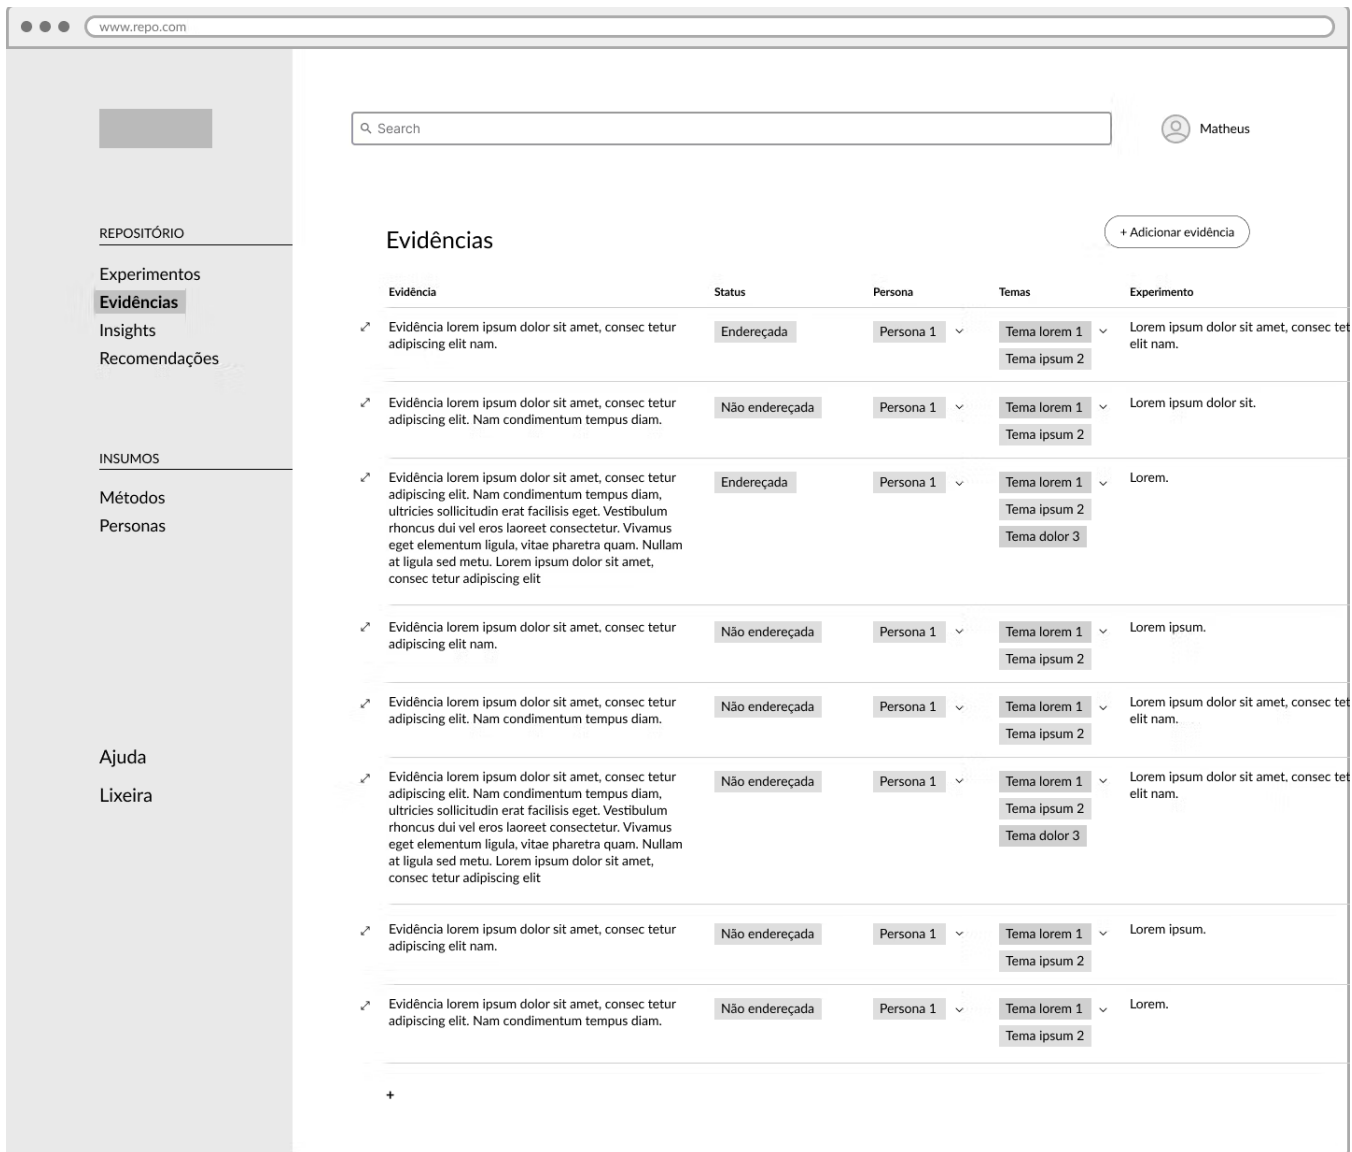 www.repo.com
Search
Matheus
REPOSITÓRIO
Experimentos
Evidências
Insights
Recomendações
INSUMOS
Métodos
Personas
Ajuda
Lixeira
Evidências
+ Adicionar evidência
Evidência Status Persona Temas Experimento
Evidência lorem ipsum dolor sit amet, consec tetur
adipiscing elit nam.
Endereçada
Persona 1
Tema lorem 1
Tema ipsum 2
Lorem ipsum dolor sit amet, consec tet
elit nam.
Evidência lorem ipsum dolor sit amet, consec tetur
adipiscing elit. Nam condimentum tempus diam.
Não endereçada
Persona 1
Tema lorem 1
Tema ipsum 2
Lorem ipsum dolor sit.
Evidência lorem ipsum dolor sit amet, consec tetur
adipiscing elit. Nam condimentum tempus diam,
ultricies sollicitudin erat facilisis eget. Vestibulum
rhoncus dui vel eros laoreet consectetur. Vivamus
eget elementum ligula, vitae pharetra quam. Nullam
at ligula sed metu. Lorem ipsum dolor sit amet,
consec tetur adipiscing elit
Endereçada
Persona 1
Tema lorem 1
Tema ipsum 2
Tema dolor 3
Lorem.
Evidência lorem ipsum dolor sit amet, consec tetur
adipiscing elit nam.
Não endereçada
Persona 1
Tema lorem 1
Tema ipsum 2
Lorem ipsum.
Evidência lorem ipsum dolor sit amet, consec tetur
adipiscing elit. Nam condimentum tempus diam.
Não endereçada
Persona 1
Tema lorem 1
Tema ipsum 2
Lorem ipsum dolor sit amet, consec tet
elit nam.
Evidência lorem ipsum dolor sit amet, consec tetur
adipiscing elit. Nam condimentum tempus diam,
ultricies sollicitudin erat facilisis eget. Vestibulum
rhoncus dui vel eros laoreet consectetur. Vivamus
eget elementum ligula, vitae pharetra quam. Nullam
at ligula sed metu. Lorem ipsum dolor sit amet,
consec tetur adipiscing elit
Não endereçada
Persona 1
Tema lorem 1
Tema ipsum 2
Tema dolor 3
Lorem ipsum dolor sit amet, consec tet
elit nam.
Evidência lorem ipsum dolor sit amet, consec tetur
adipiscing elit nam.
Não endereçada
Persona 1
Tema lorem 1
Tema ipsum 2
Lorem ipsum.
Evidência lorem ipsum dolor sit amet, consec tetur
adipiscing elit. Nam condimentum tempus diam.
Não endereçada
Persona 1
Tema lorem 1
Tema ipsum 2
Lorem.
+